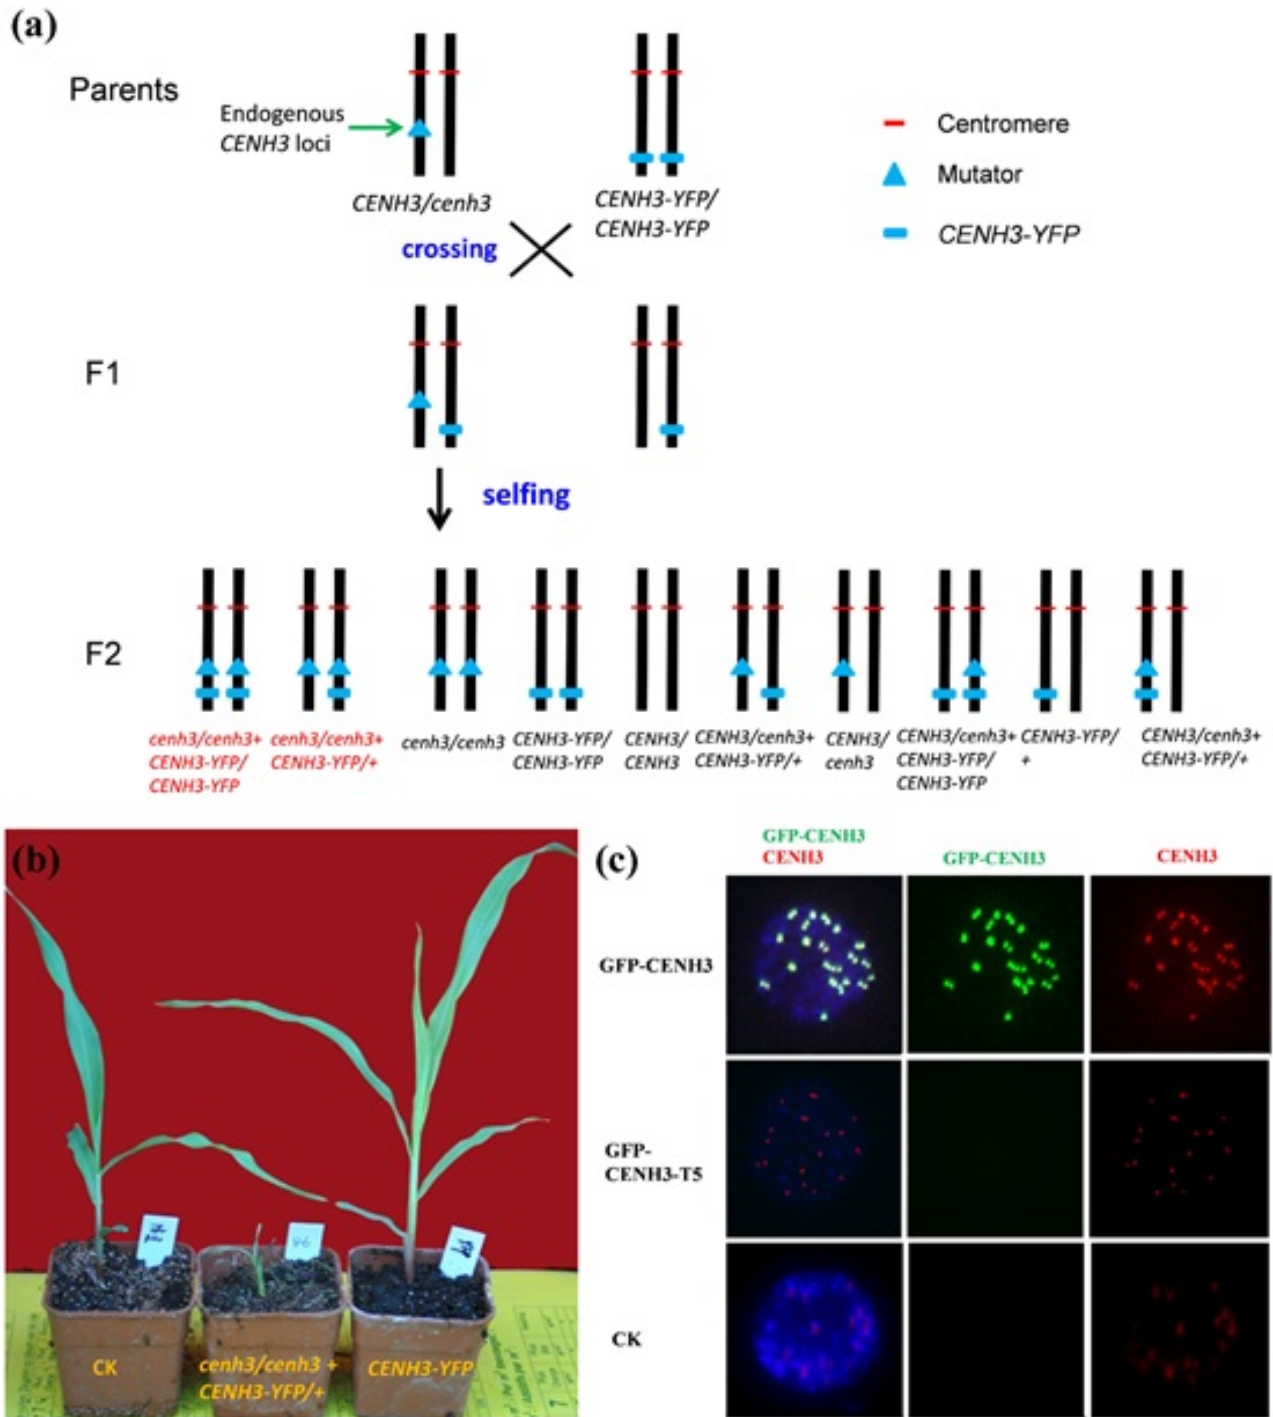 (a)
Parents
Endogenous
CENH3 loci
CENH3/cenh3
CENH3-YFP/
CENH3-YFP
Centromere
Mutator
CENH3-YFP
crossing
F1
selfing
F2
cenh3/cenh3+
CENH3-YFP/
CENH3-YFP
cenh3/cenh3+
CENH3-YFP/+
cenh3/cenh3
CENH3-YFP/
CENH3-YFP
CENH3/
CENH3
CENH3/cenh3+
CENH3-YFP/+
CENH3/
cenh3
CENH3/cenh3+
CENH3-YFP/
CENH3-YFP
CENH3-YFP/
+
CENH3/cenh3+
CENH3-YFP/+
(b)
CK
cenh3/cenh3 +
CENH3-YFP/+
CENH3-YFP
(c)
GFP-CENH3
CENH3
GFP-CENH3
CENH3
GFP-CENH3
GFP-
CENH3-T5
CK